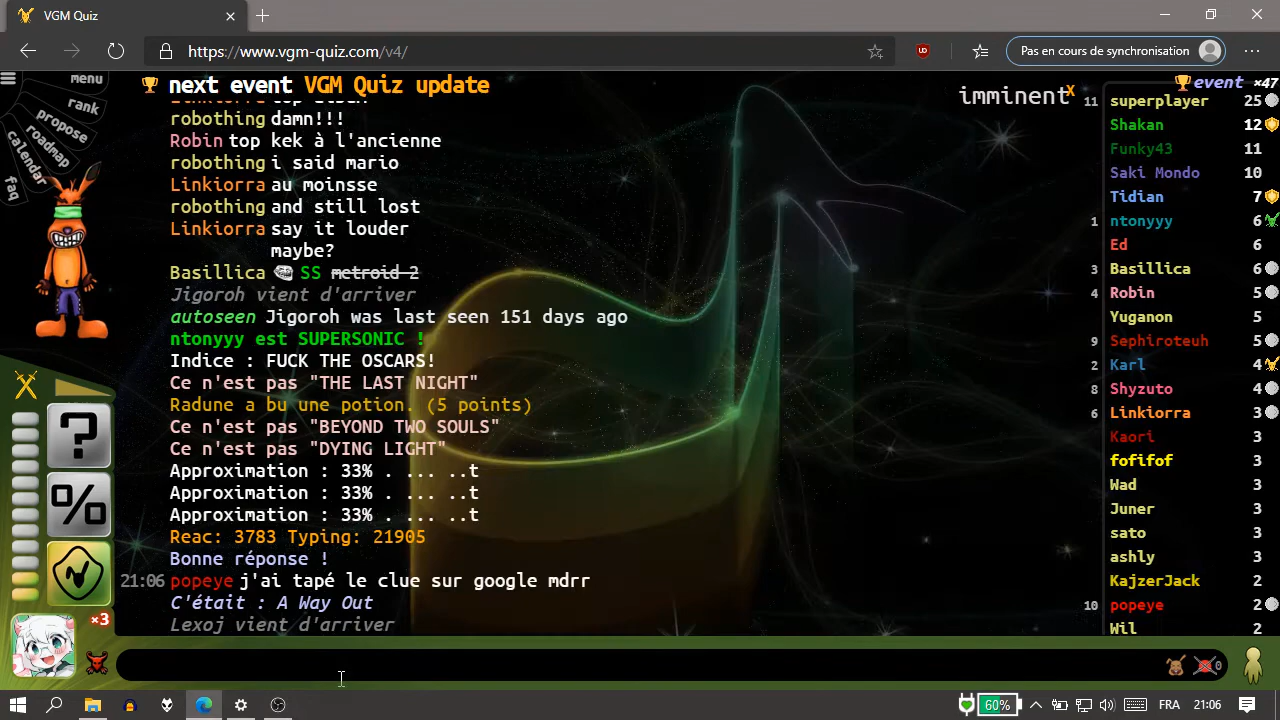 VGM Quiz
https://www.vgm-quiz.com/v4/
Pas en cours de synchronisation
menu
rank
propose
roadmap
calendar
faq
next event VGM Quiz update
imminent x
event ×47
robothing damn!!!
Robin top kek à l'ancienne
robothing i said mario
Linkiorra au moinsse
robothing and still lost
Linkiorra say it louder
maybe?
Basillica SS metroid 2
Jigoroh vient d'arriver
autoseen Jigoroh was last seen 151 days ago
ntonyyy est SUPERSONIC !
Indice : FUCK THE OSCARS!
Ce n'est pas "THE LAST NIGHT"
Radune a bu une potion. (5 points)
Ce n'est pas "BEYOND TWO SOULS"
Ce n'est pas "DYING LIGHT"
Approximation : 33% . ... ..t
Approximation : 33% . ... ..t
Approximation : 33% . ... ..t
Reac: 3783 Typing: 21905
Bonne réponse !
21:06 popeye j'ai tapé le clue sur google mdrr
C'était : A Way Out
Lexoj vient d'arriver
11 superplayer 25
Shakan 12
Funky43 11
Saki Mondo 10
Tidian 7
1 ntonyyy 6
Ed 6
3 Basillica 6
4 Robin 5
Yuganon 5
9 Sephiroteuh 5
2 Karl 4
8 Shyzuto 4
6 Linkiorra 3
Kaori 3
fofifof 3
Wad 3
Juner 3
sato 3
ashly 3
KajzerJack 2
10 popeye 2
Wil 2
?
%
×3
0
60%
FRA
21:06